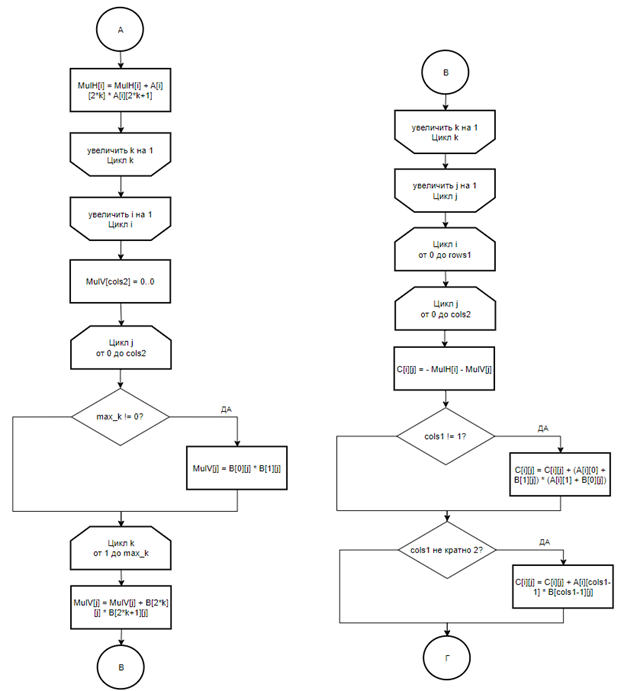 А
MulH[i] = MulH[i] + A[i]
[2*k] * A[i][2*k+1]
увеличить k на 1
Цикл k
увеличить i на 1
Цикл i
MulV[cols2] = 0..0
Цикл j
от 0 до cols2
max_k != 0?
ДА
MulV[j] = B[0][j] * B[1][j]
Цикл k
от 1 до max_k
MulV[j] = MulV[j] + B[2*k]
[j] * B[2*k+1][j]
В
В
увеличить k на 1
Цикл k
увеличить j на 1
Цикл j
Цикл i
от 0 до rows1
Цикл j
от 0 до cols2
C[i][j] = - MulH[i] - MulV[j]
cols1 != 1?
ДА
C[i][j] = C[i][j] + (A[i][0] +
B[1][j]) * (A[i][1] + B[0][j])
cols1 не кратно 2?
ДА
C[i][j] = C[i][j] + A[i][cols1-
1] * B[cols1-1][j]
Г